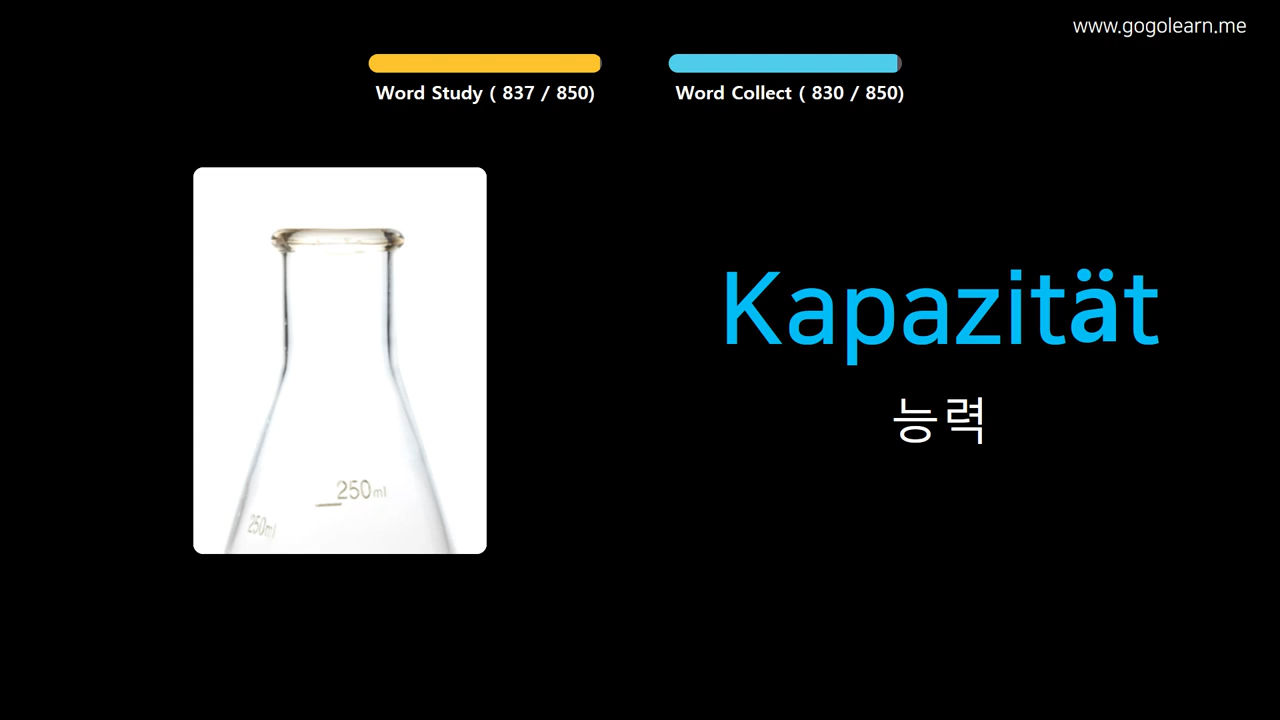 www.gogolearn.me
Word Study ( 837 / 850)
Word Collect ( 830 / 850)
Kapazität
능력
250ml
250ml